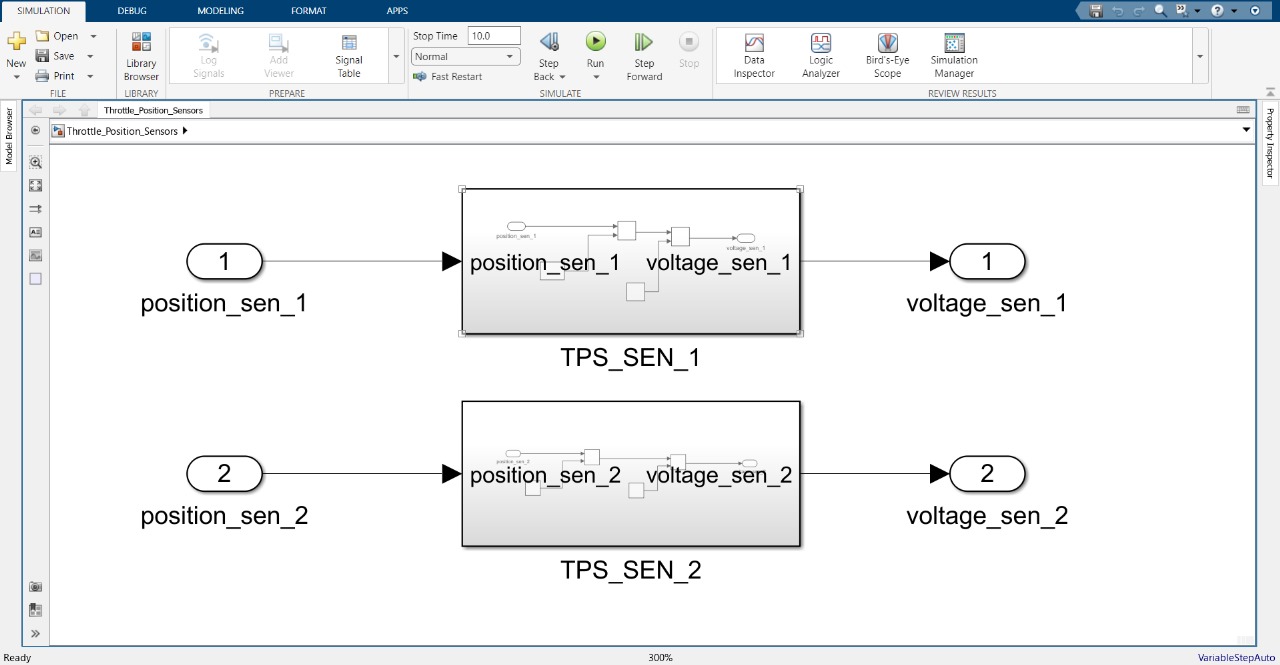 SIMULATION DEBUG MODELING FORMAT APPS
New
Open
Save
Print
FILE
Library
Browser
LIBRARY
Log
Signals
Add
Viewer
Signal
Table
PREPARE
Stop Time 10.0
Normal
Fast Restart
Step
Back
Run
Step
Forward
Stop
SIMULATE
Data
Inspector
Logic
Analyzer
Bird's-Eye
Scope
Simulation
Manager
REVIEW RESULTS
Model Browser
Throttle_Position_Sensors
Throttle_Position_Sensors
Property Inspector
1
position_sen_1
position_sen_1
voltage_sen_1
position_sen_1 voltage_sen_1
TPS_SEN_1
1
voltage_sen_1
2
position_sen_2
position_sen_2
position_sen_2 voltage_sen_2
TPS_SEN_2
2
voltage_sen_2
Ready 300% VariableStepAuto